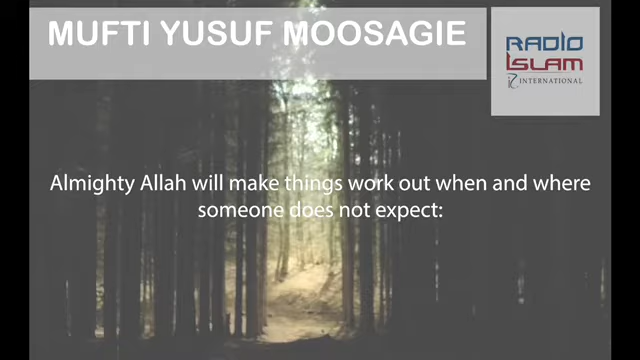 MUFTI YUSUF MOOSAGIE
RADIO
ISLAM
INTERNATIONAL
Almighty Allah will make things work out when and where
someone does not expect: